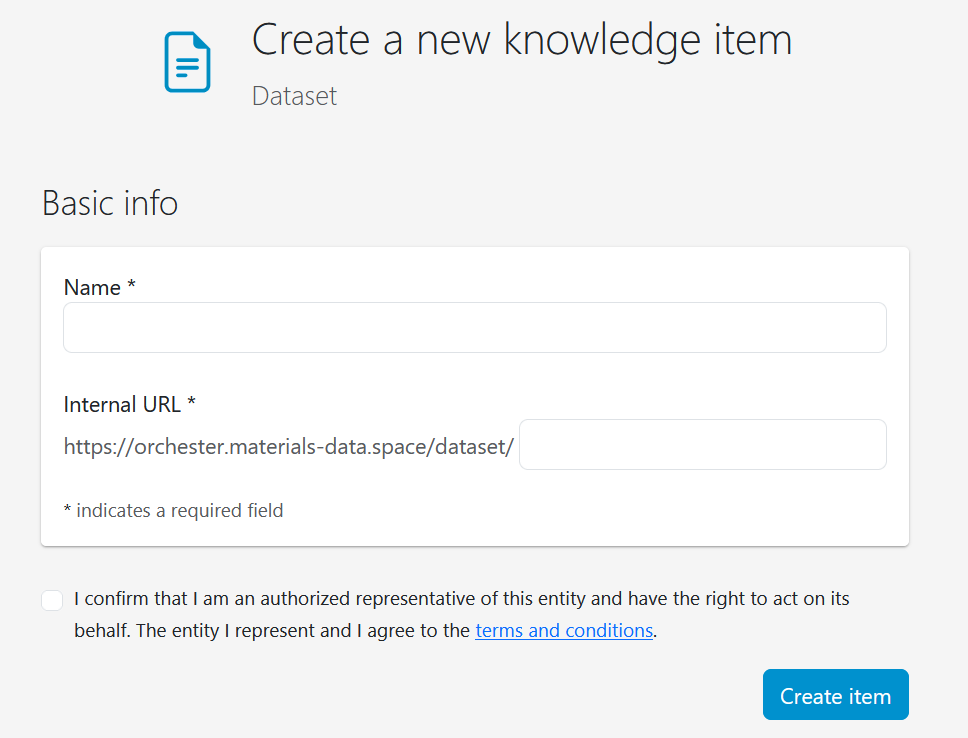 Create a new knowledge item
Dataset
Basic info
Name *
Internal URL *
https://orchester.materials-data.space/dataset/
* indicates a required field
I confirm that I am an authorized representative of this entity and have the right to act on its
behalf. The entity I represent and I agree to the terms and conditions.
Create item